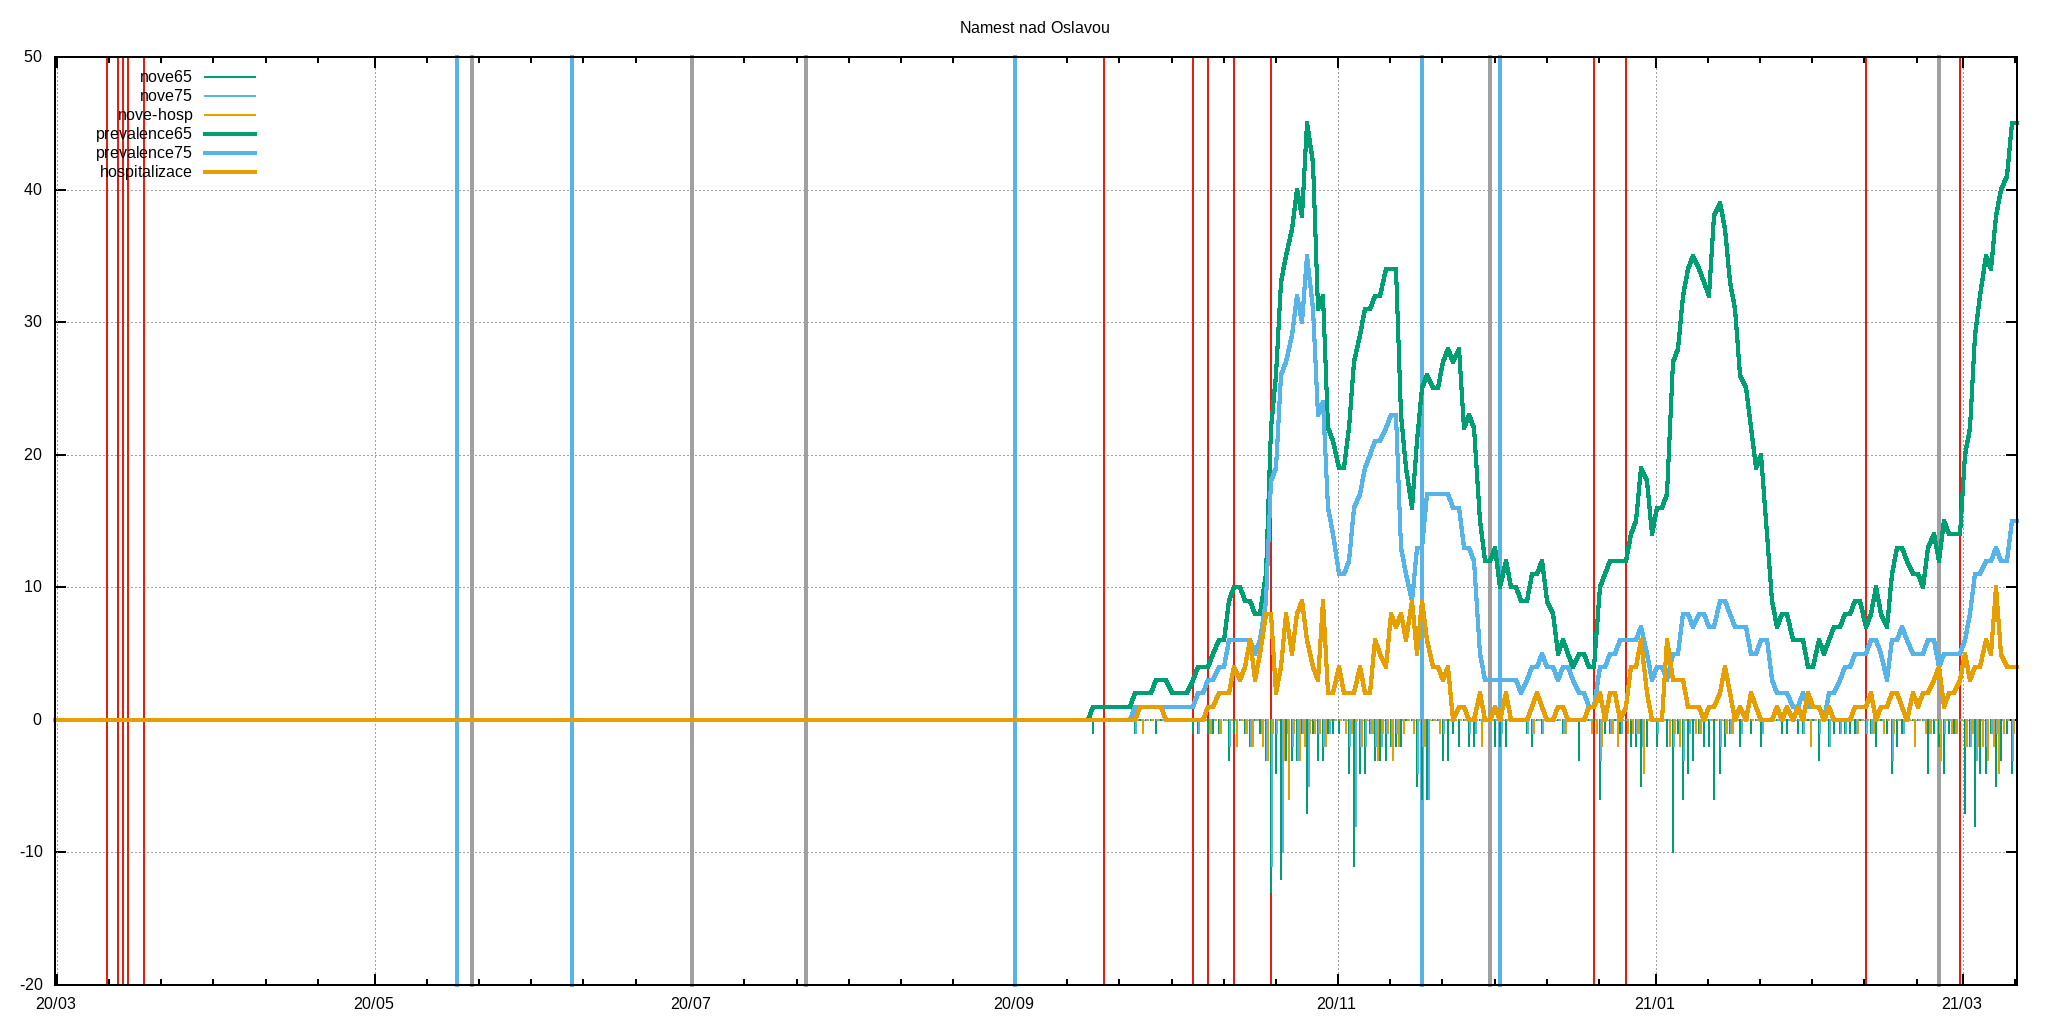 Namest nad Oslavou
50
nove65
nove75
nove-hosp
prevalence65
prevalence75
hospitalizace
40
30
20
10
0
-10
-20
20/03 20/05 20/07 20/09 20/11 21/01 21/03